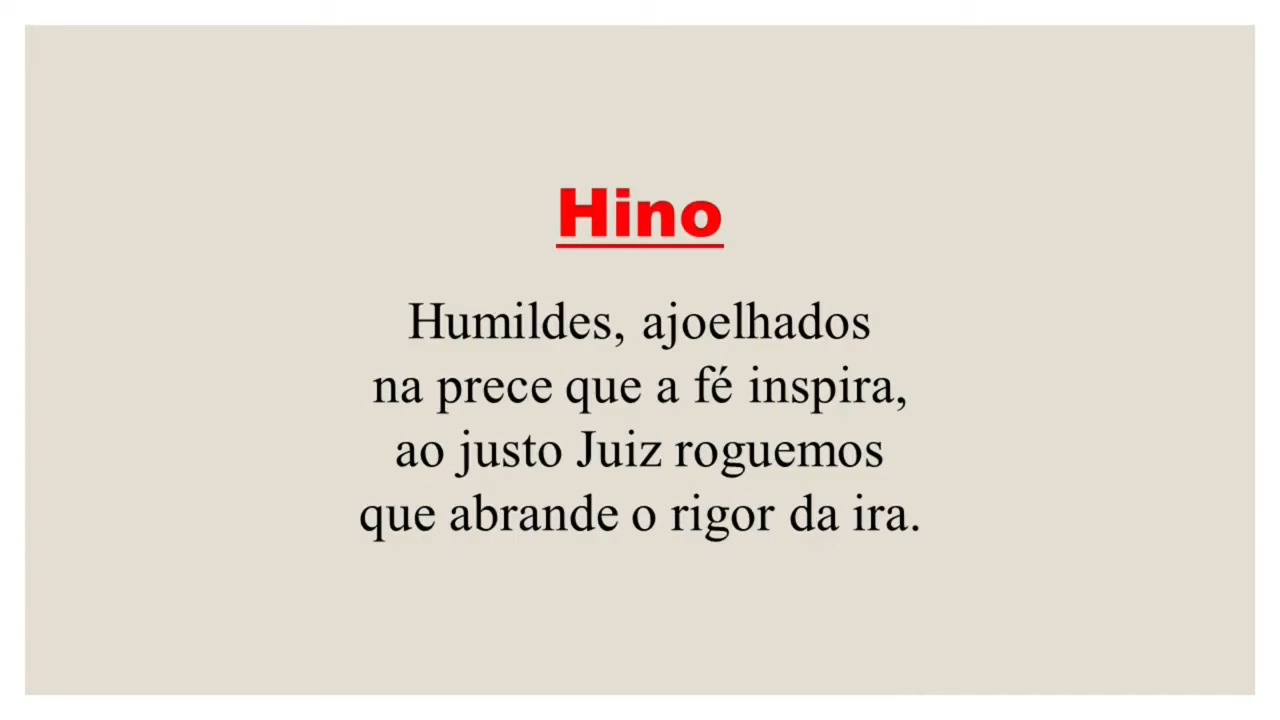 Hino
Humildes, ajoelhados
na prece que a fé inspira,
ao justo Juiz roguemos
que abrande o rigor da ira.